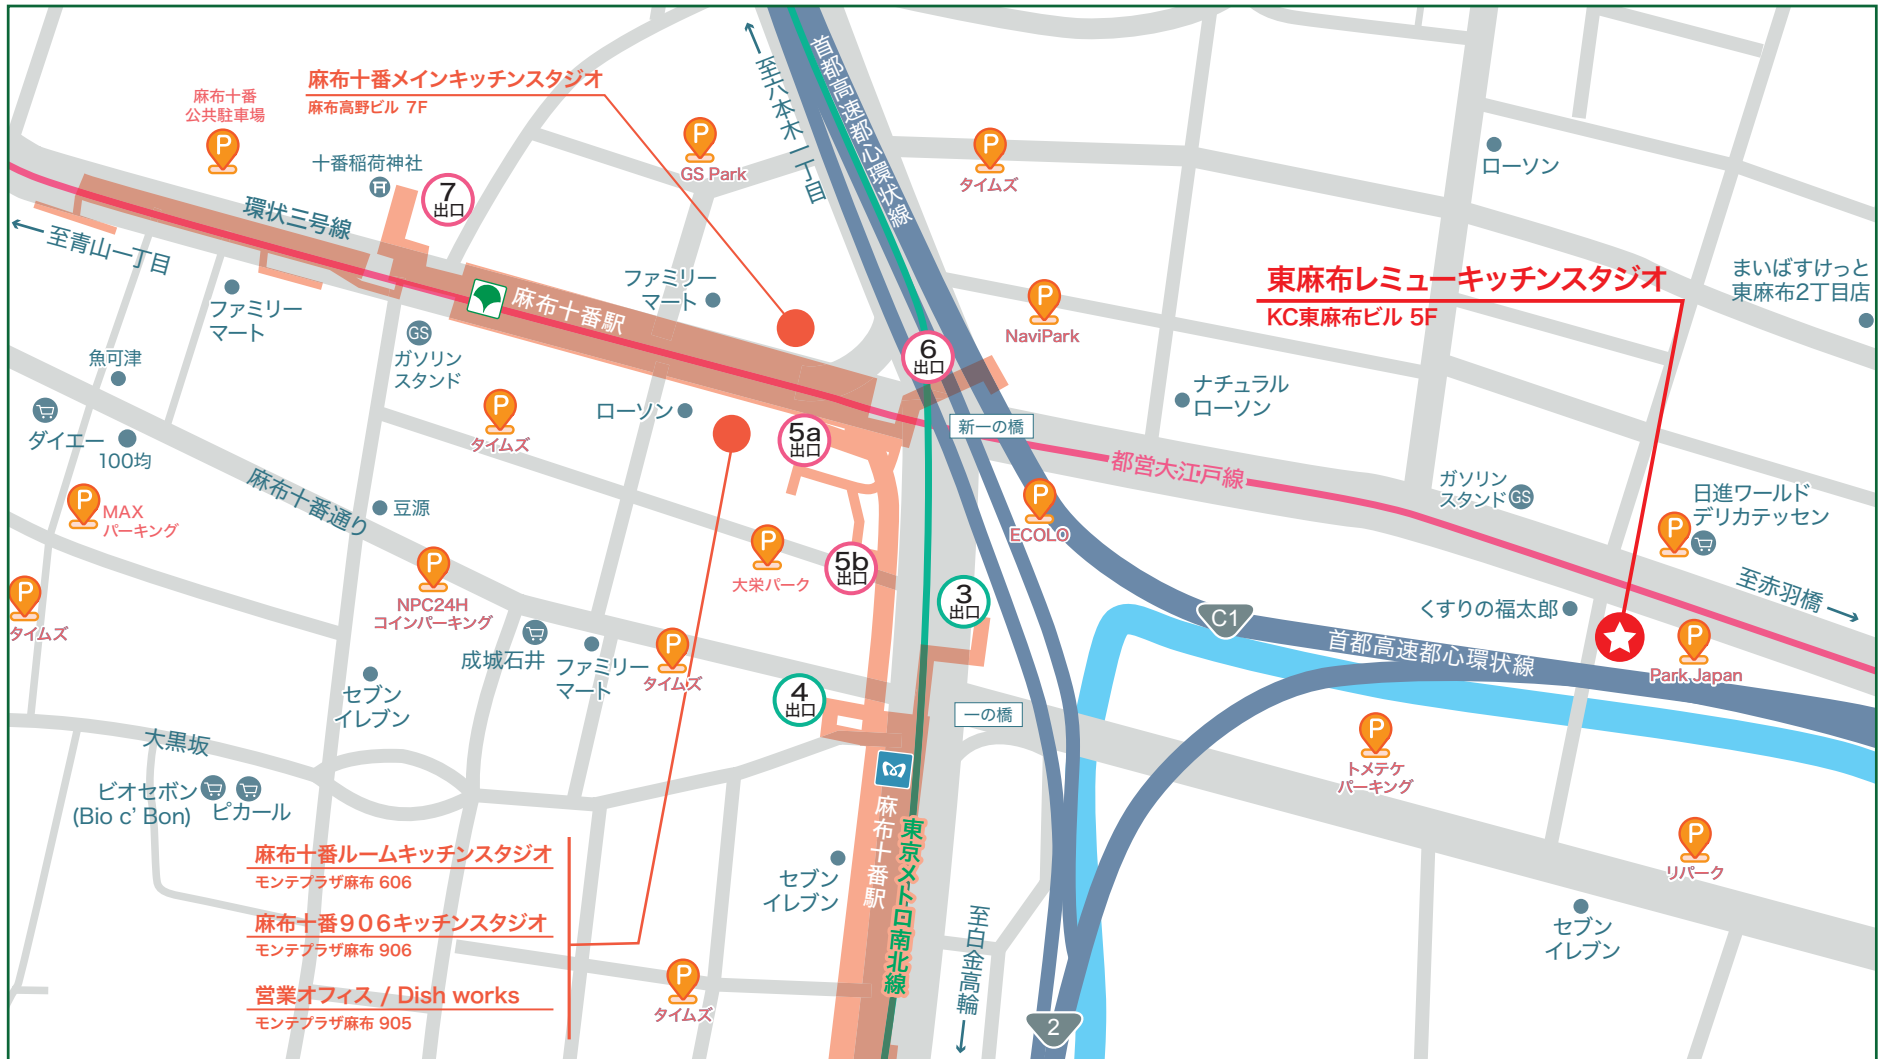 麻布十番メインキッチンスタジオ
麻布高野ビル 7F
麻布十番
公共駐車場
P
十番稲荷神社
7
出口
環状三号線
←至青山一丁目
P
GS Park
←至六本木一丁目
首都高速都心環状線
P
タイムズ
ローソン
まいばすけっと
東麻布2丁目店
東麻布レミューキッチンスタジオ
KC東麻布ビル 5F
ファミリー
マート
GS
ガソリン
スタンド
麻布十番駅
ファミリー
マート
6
出口
P
NaviPark
ナチュラル
ローソン
魚可津
ダイエー
100均
P
MAX
パーキング
麻布十番通り
豆源
P
タイムズ
ローソン
5a
出口
新一の橋
都営大江戸線
P
ECOLO
ガソリン
スタンド
GS
日進ワールド
デリカテッセン
P
至赤羽橋→
P
タイムズ
P
NPC24H
コインパーキング
P
大栄パーク
5b
出口
3
出口
C1
首都高速都心環状線
くすりの福太郎
P
Park Japan
成城石井
ファミリー
マート
P
タイムズ
セブン
イレブン
4
出口
一の橋
P
トメテケ
パーキング
大黒坂
ビオセボン
(Bio c' Bon)
ピカール
麻布十番駅
東京メトロ南北線
P
リパーク
麻布十番ルームキッチンスタジオ
モンテプラザ麻布 606
麻布十番906キッチンスタジオ
モンテプラザ麻布 906
営業オフィス / Dish works
モンテプラザ麻布 905
セブン
イレブン
至白金高輪→
セブン
イレブン
P
タイムズ
2